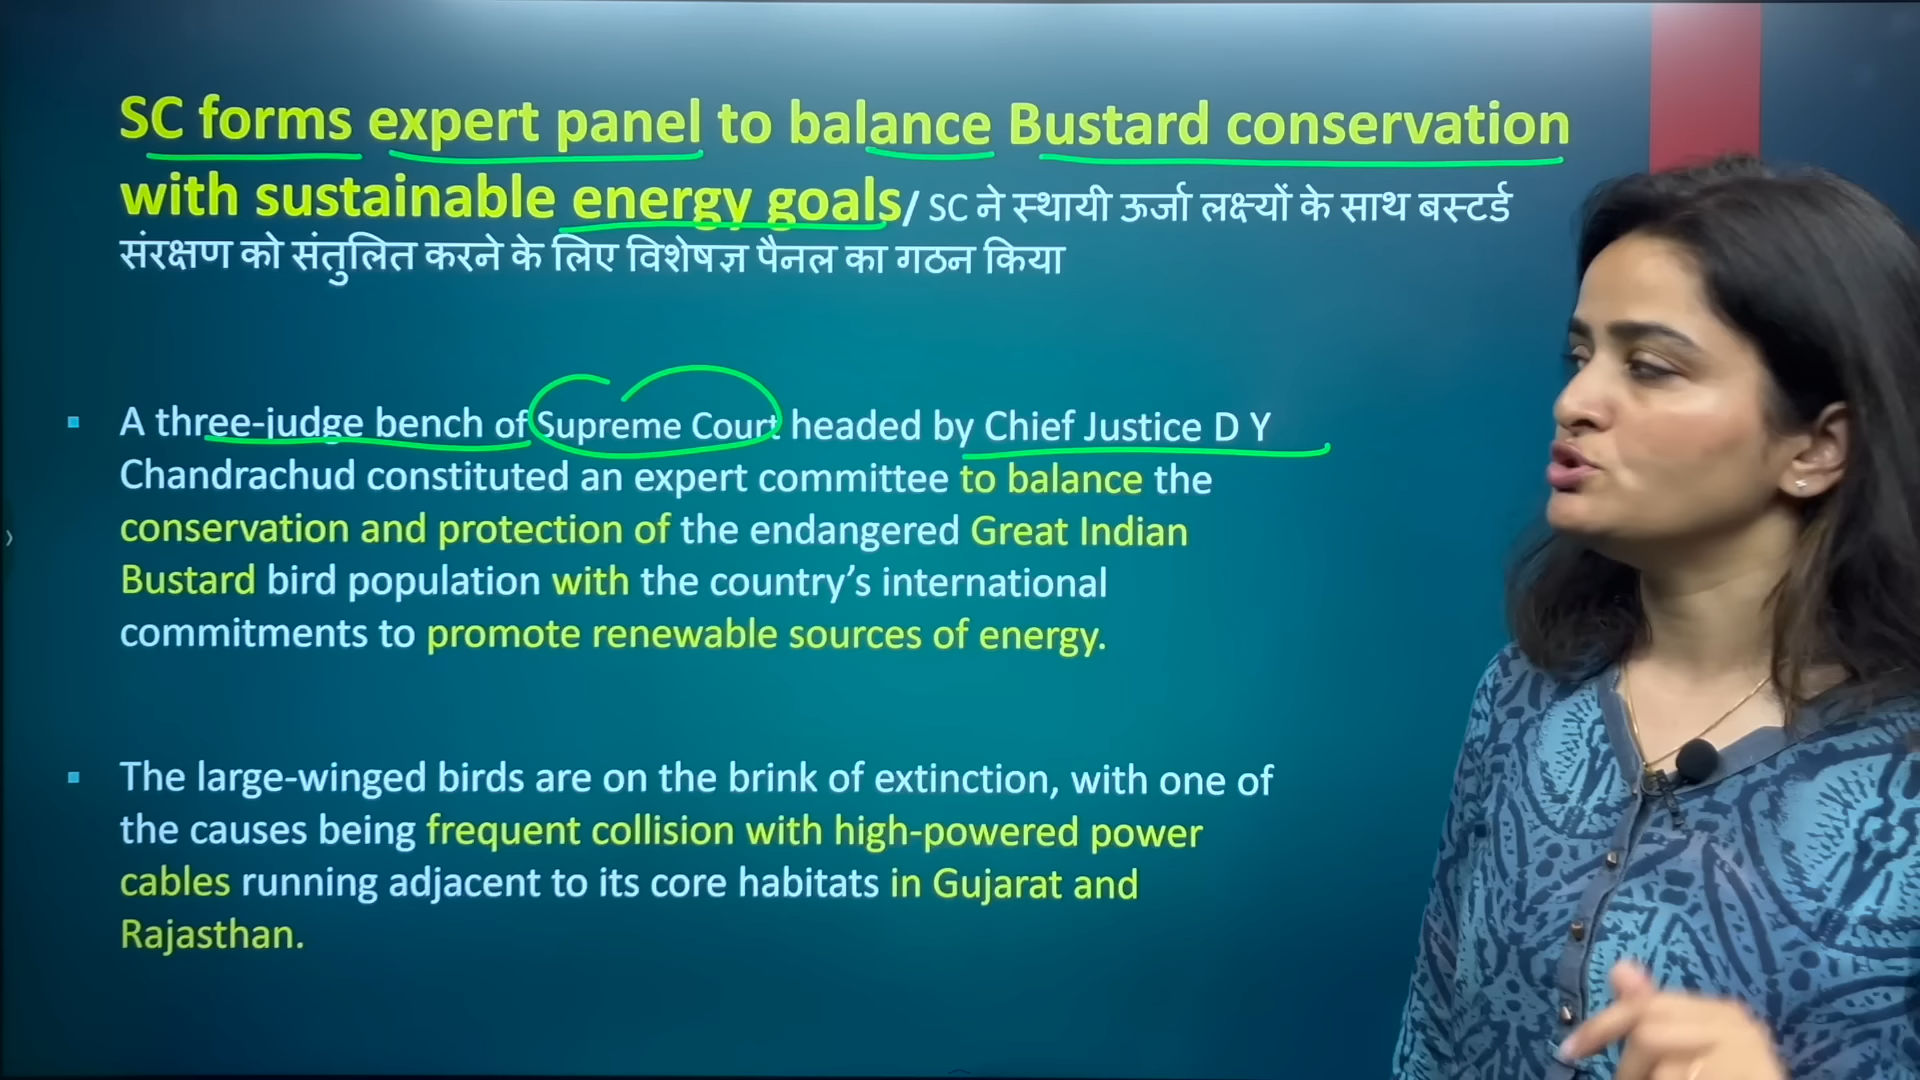 SC forms expert panel to balance Bustard conservation
with sustainable energy goals/ SC ने स्थायी ऊर्जा लक्ष्यों के साथ बस्टर्ड
संरक्षण को संतुलित करने के लिए विशेषज्ञ पैनल का गठन किया
A three-judge bench of Supreme Court headed by Chief Justice D Y
Chandrachud constituted an expert committee to balance the
conservation and protection of the endangered Great Indian
Bustard bird population with the country’s international
commitments to promote renewable sources of energy.
The large-winged birds are on the brink of extinction, with one of
the causes being frequent collision with high-powered power
cables running adjacent to its core habitats in Gujarat and
Rajasthan.